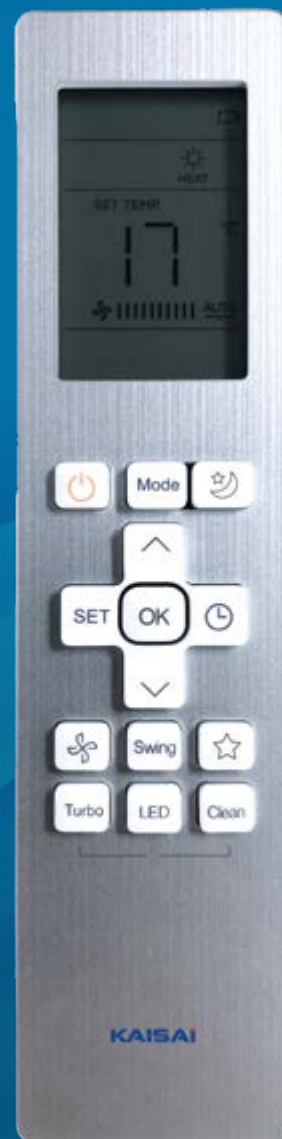 HEAT
SET TEMP.
17 °C
AUTO
Mode
SET OK
Swing
Turbo LED Clean
KAISAI